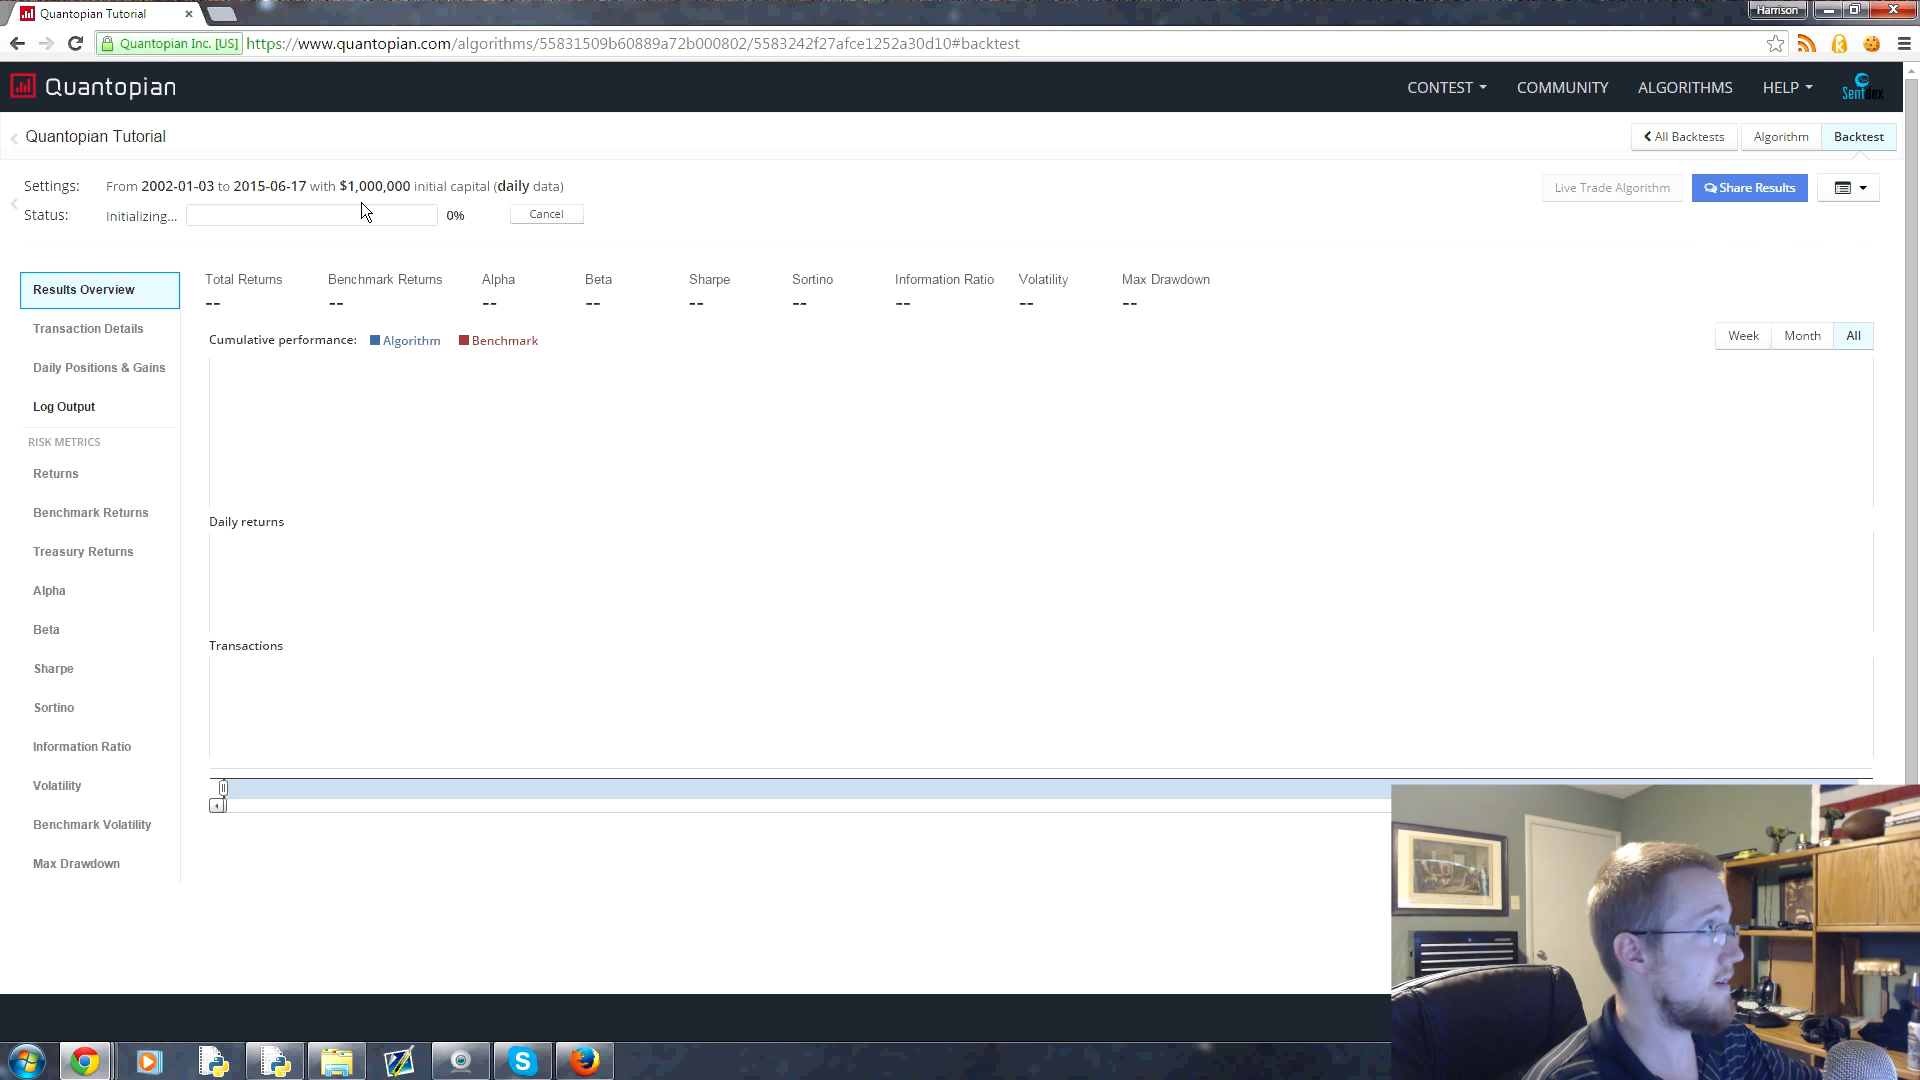 Quantopian Tutorial
Harrison
Quantopian Inc. [US]
https://www.quantopian.com/algorithms/55831509b60889a72b000802/5583242f27afce1252a30d10#backtest
Quantopian
CONTEST
COMMUNITY
ALGORITHMS
HELP
Sentdex
Quantopian Tutorial
All Backtests
Algorithm
Backtest
Settings: From 2002-01-03 to 2015-06-17 with $1,000,000 initial capital (daily data)
Live Trade Algorithm
Share Results
Status: Initializing... 0% Cancel
Results Overview
Transaction Details
Daily Positions & Gains
Log Output
RISK METRICS
Returns
Benchmark Returns
Treasury Returns
Alpha
Beta
Sharpe
Sortino
Information Ratio
Volatility
Benchmark Volatility
Max Drawdown
Total Returns
--
Benchmark Returns
--
Alpha
--
Beta
--
Sharpe
--
Sortino
--
Information Ratio
--
Volatility
--
Max Drawdown
--
Cumulative performance: Algorithm Benchmark
Week
Month
All
Daily returns
Transactions